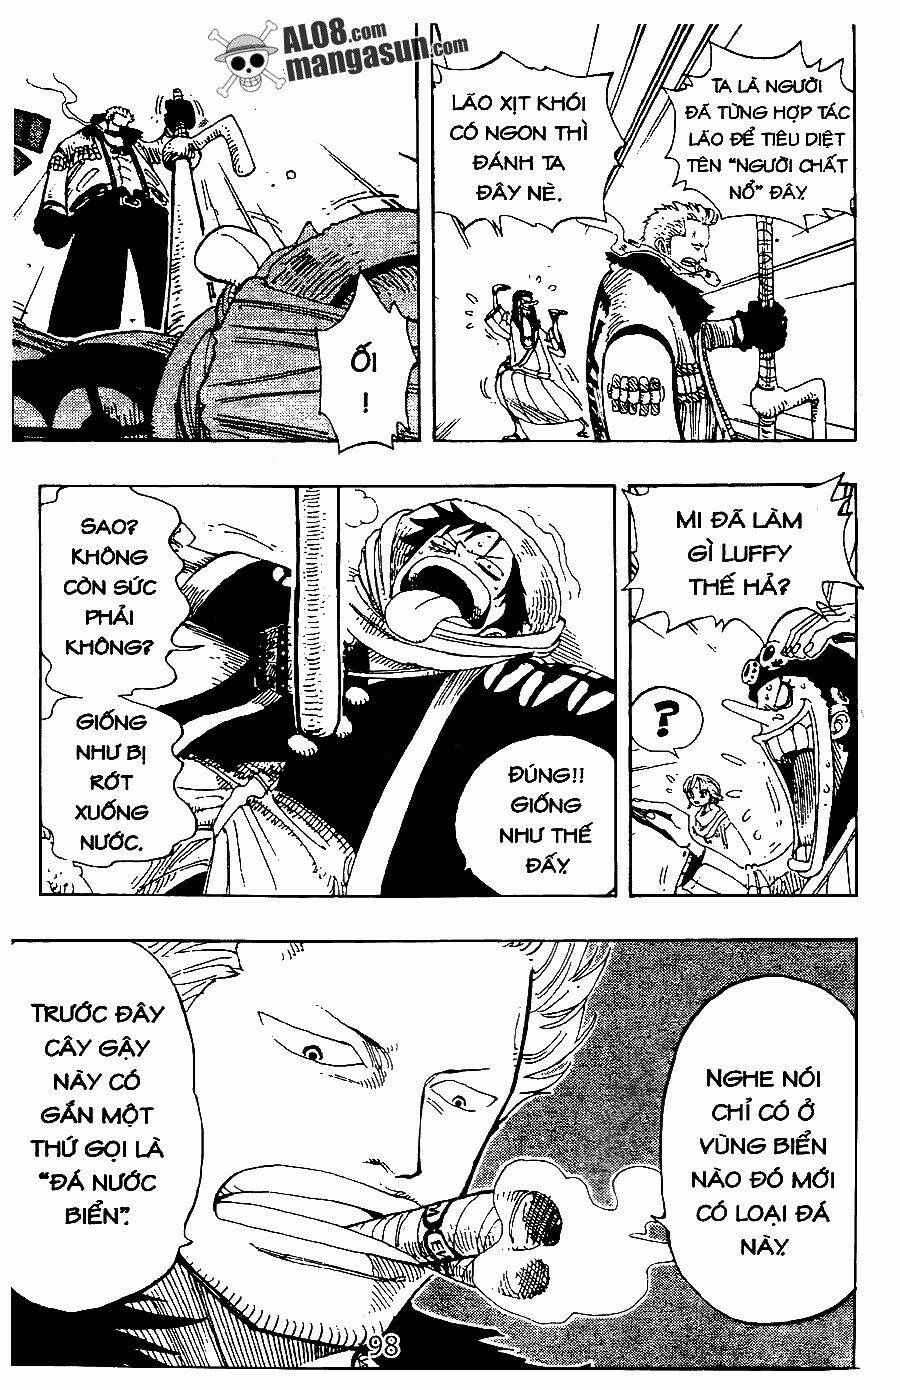 AL08.com
mangasun.com
TA LÀ NGƯỜI
ĐÃ TỪNG HỢP TÁC
LÃO ĐỂ TIÊU DIỆT
TÊN "NGƯỜI CHẤT
NỔ" ĐÂY.
LÃO XỊT KHÓI
CÓ NGON THÌ
ĐÁNH TA
ĐÂY NÈ.
ỐI
!
MI ĐÃ LÀM
GÌ LUFFY
THẾ HẢ?
?
SAO?
KHÔNG
CÒN SỨC
PHẢI
KHÔNG?
GIỐNG
NHƯ BỊ
RỚT
XUỐNG
NƯỚC.
ĐÚNG!!
GIỐNG
NHƯ THẾ
ĐẤY.
NGHE NÓI
CHỈ CÓ Ở
VÙNG BIỂN
NÀO ĐÓ MỚI
CÓ LOẠI ĐÁ
NÀY.
TRƯỚC ĐÂY
CÂY GẬY
NÀY CÓ
GẮN MỘT
THỨ GỌI LÀ
"ĐÁ NƯỚC
BIỂN".
98